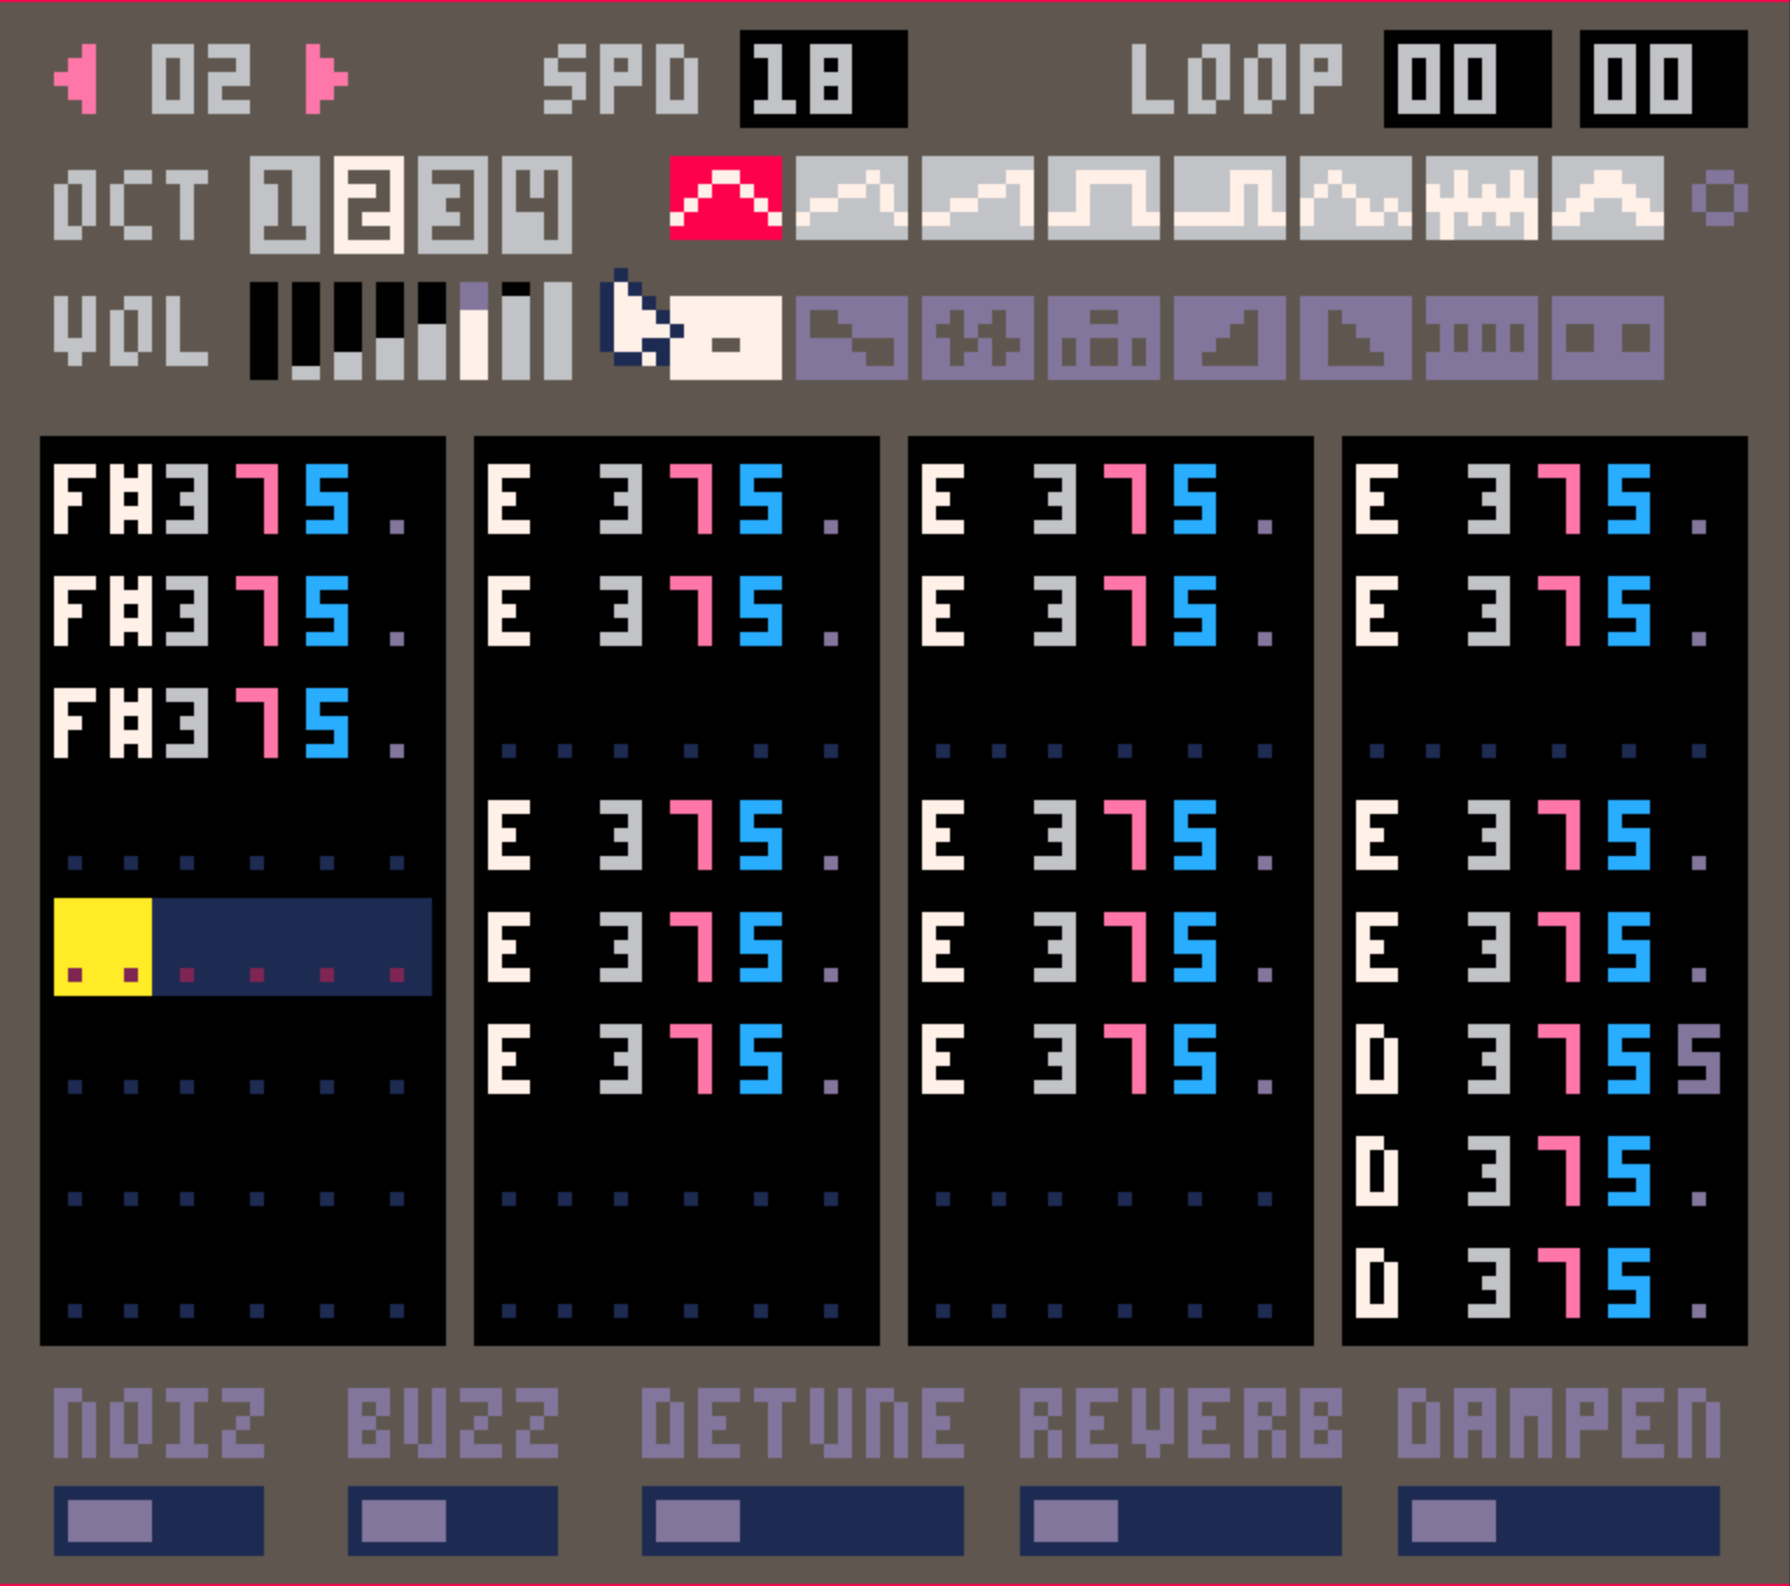 02 SPD 18 LOOP 00 00
OCT 1 2 3 4
VOL
F#3 7 5 .
F#3 7 5 .
F#3 7 5 .
. . . . . .
. . . . . .
. . . . . .
. . . . . .
. . . . . .
E 3 7 5 .
E 3 7 5 .
. . . . . .
E 3 7 5 .
E 3 7 5 .
E 3 7 5 .
. . . . . .
. . . . . .
E 3 7 5 .
E 3 7 5 .
. . . . . .
E 3 7 5 .
E 3 7 5 .
E 3 7 5 .
. . . . . .
. . . . . .
E 3 7 5 .
E 3 7 5 .
. . . . . .
E 3 7 5 .
E 3 7 5 .
D 3 7 5 5
D 3 7 5 .
D 3 7 5 .
NOIZ BUZZ DETUNE REVERB DAMPEN